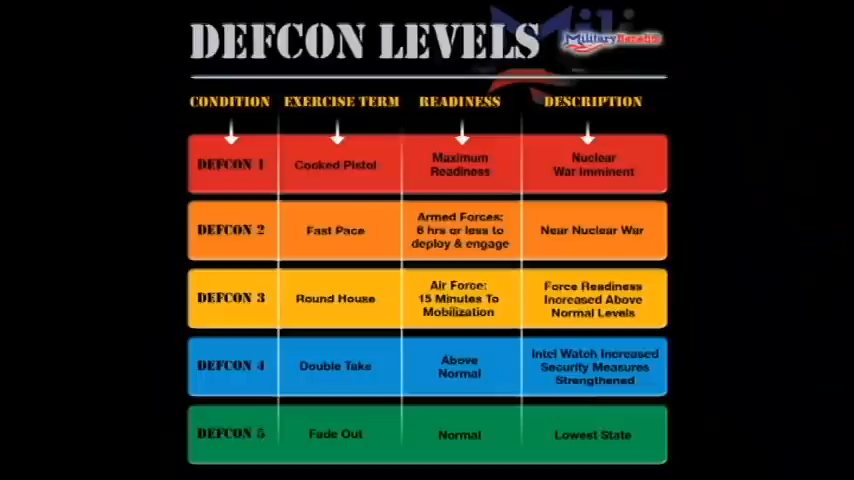 DEFCON LEVELS
MilitaryBenefits
CONDITION EXERCISE TERM READINESS DESCRIPTION
DEFCON 1 Cocked Pistol Maximum Readiness Nuclear War Imminent
DEFCON 2 Fast Pace Armed Forces: 6 hrs or less to deploy & engage Near Nuclear War
DEFCON 3 Round House Air Force: 15 Minutes To Mobilization Force Readiness Increased Above Normal Levels
DEFCON 4 Double Take Above Normal Intel Watch Increased Security Measures Strengthened
DEFCON 5 Fade Out Normal Lowest State